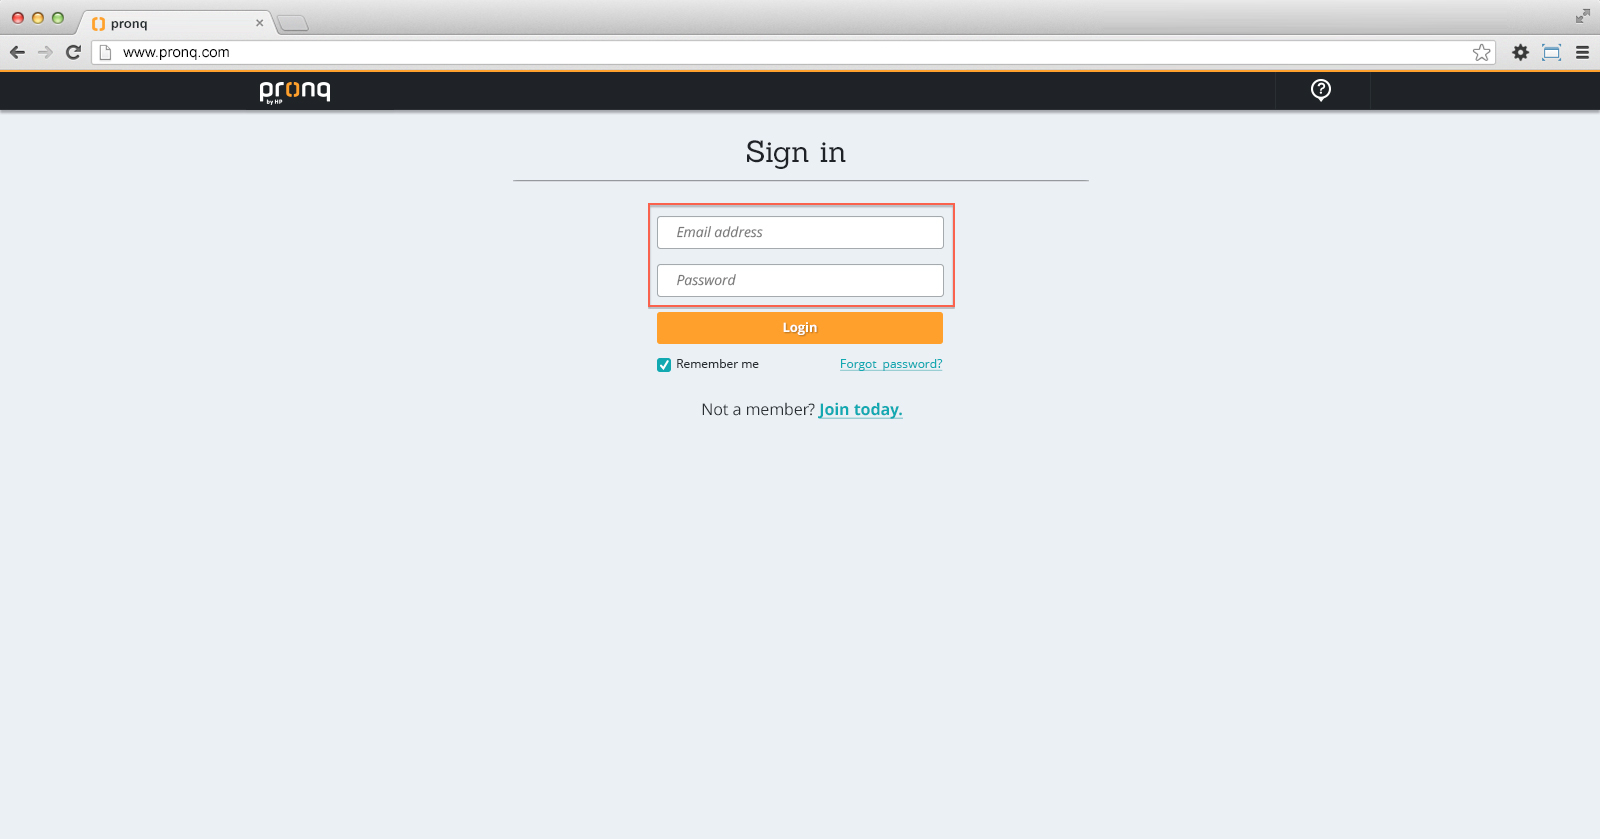 pronq
www.pronq.com
pronq
by HP
?
Sign in
Email address
Password
Login
Remember me Forgot password?
Not a member? Join today.